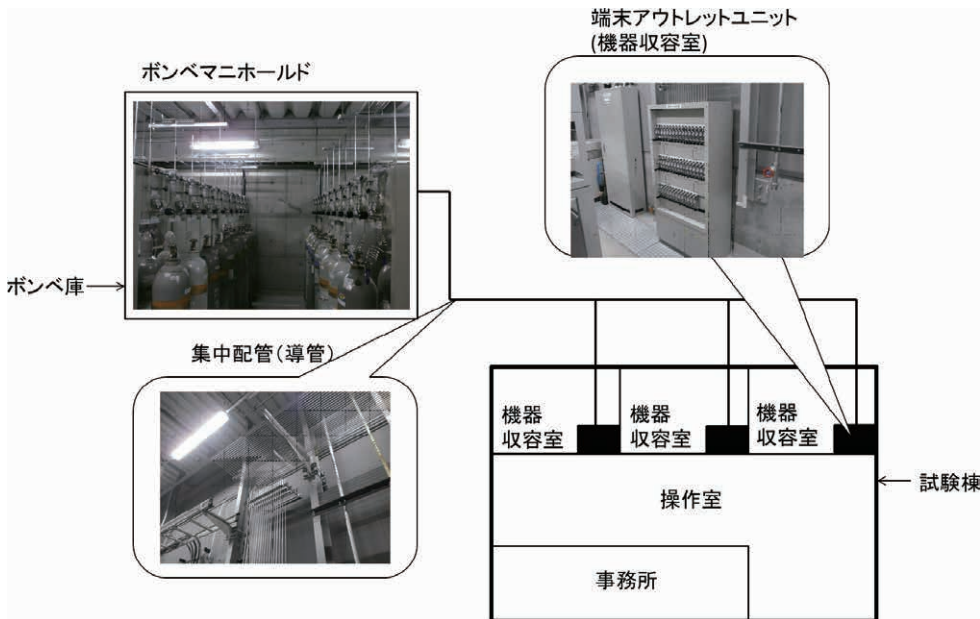 端末アウトレットユニット
(機器収容室)
ボンベマニホールド
ボンベ庫
集中配管(導管)
機器
収容室
機器
収容室
機器
収容室
操作室
試験棟
事務所